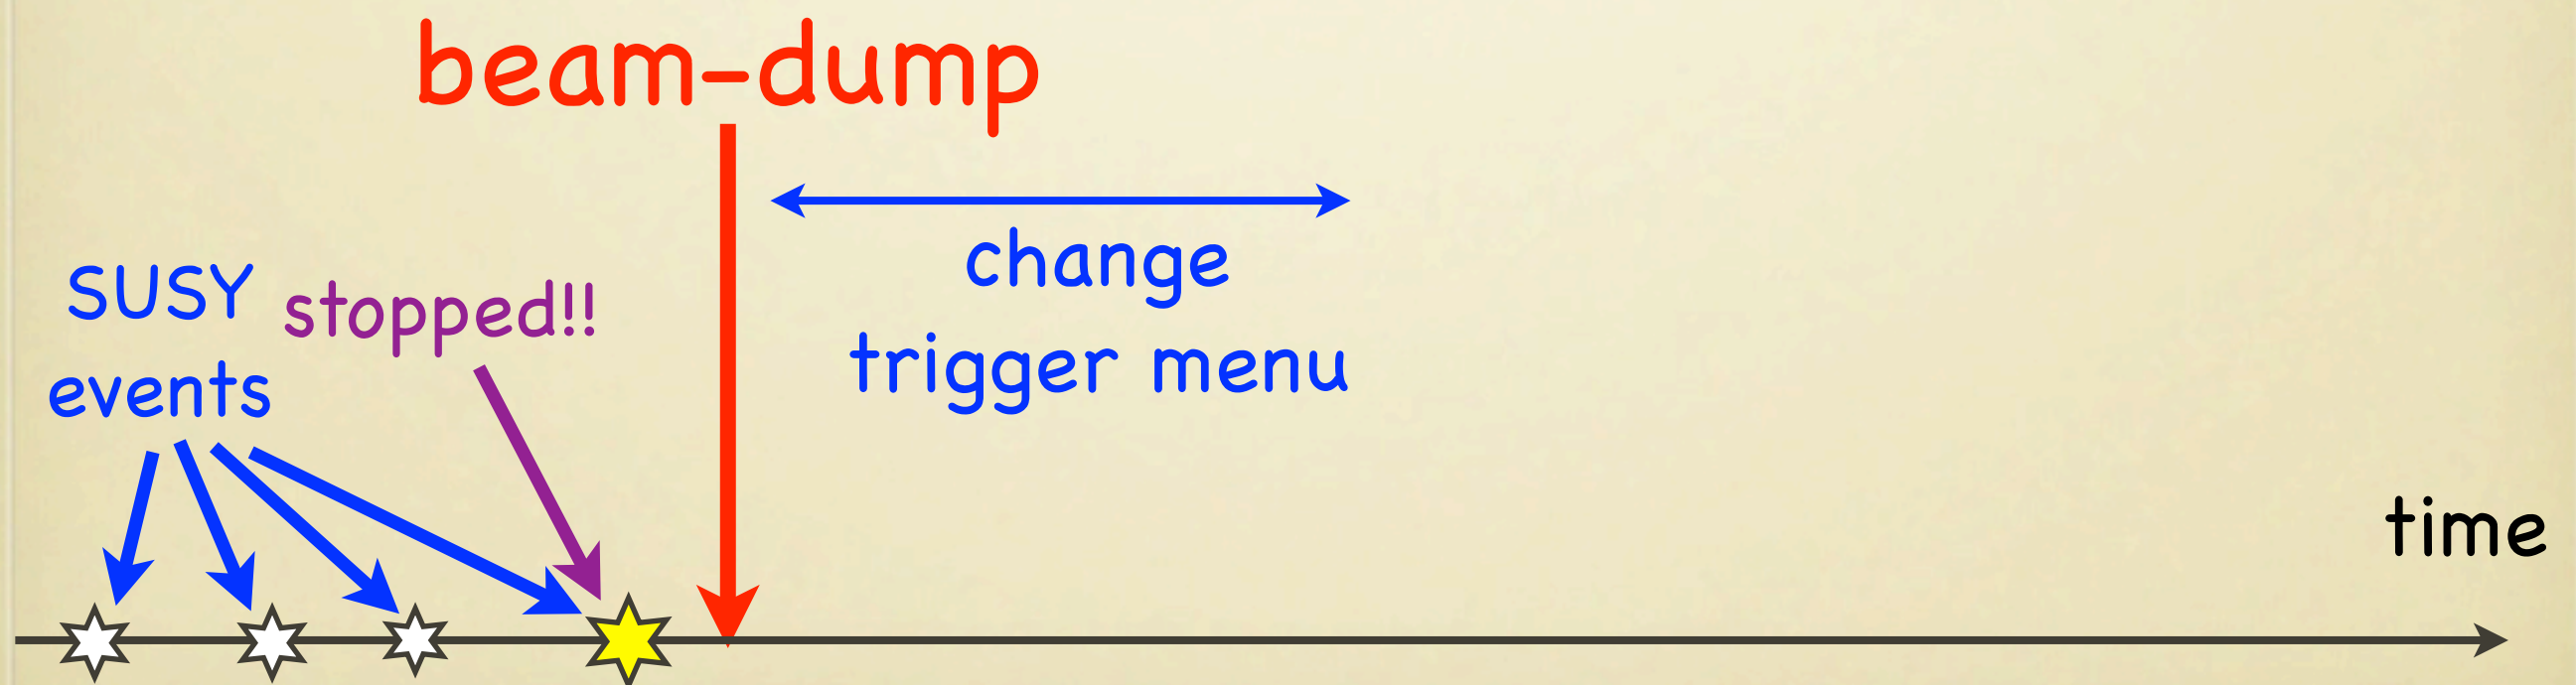 beam-dump
change
trigger menu
SUSY
events
stopped!!
time